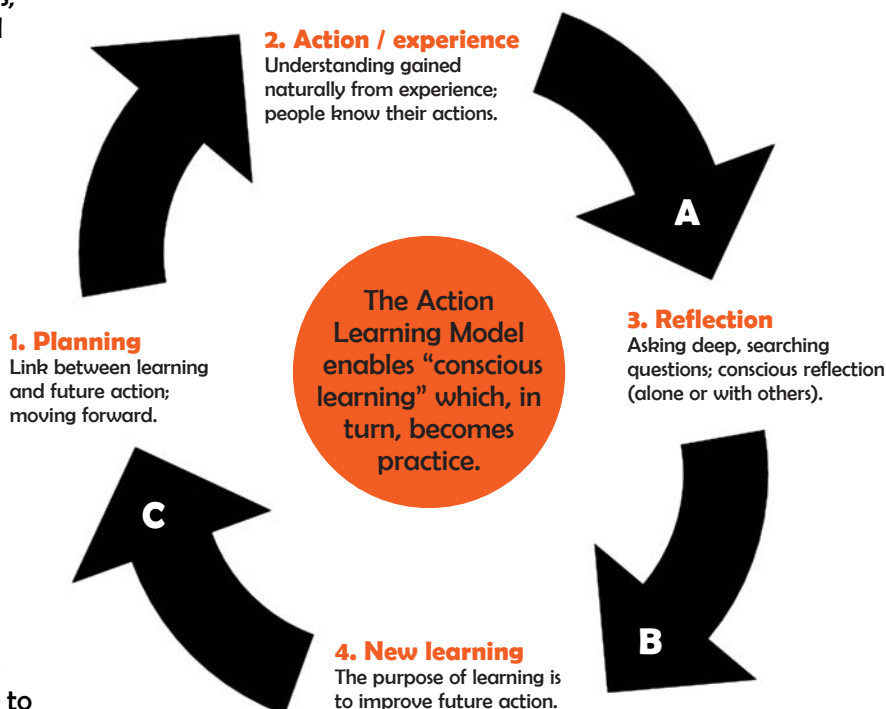 2. Action / experience
Understanding gained
naturally from experience;
people know their actions.
A
The Action
Learning Model
enables “conscious
learning” which, in
turn, becomes
practice.
3. Reflection
Asking deep, searching
questions; conscious reflection
(alone or with others).
1. Planning
Link between learning
and future action;
moving forward.
C
B
4. New learning
The purpose of learning is
to improve future action.
to